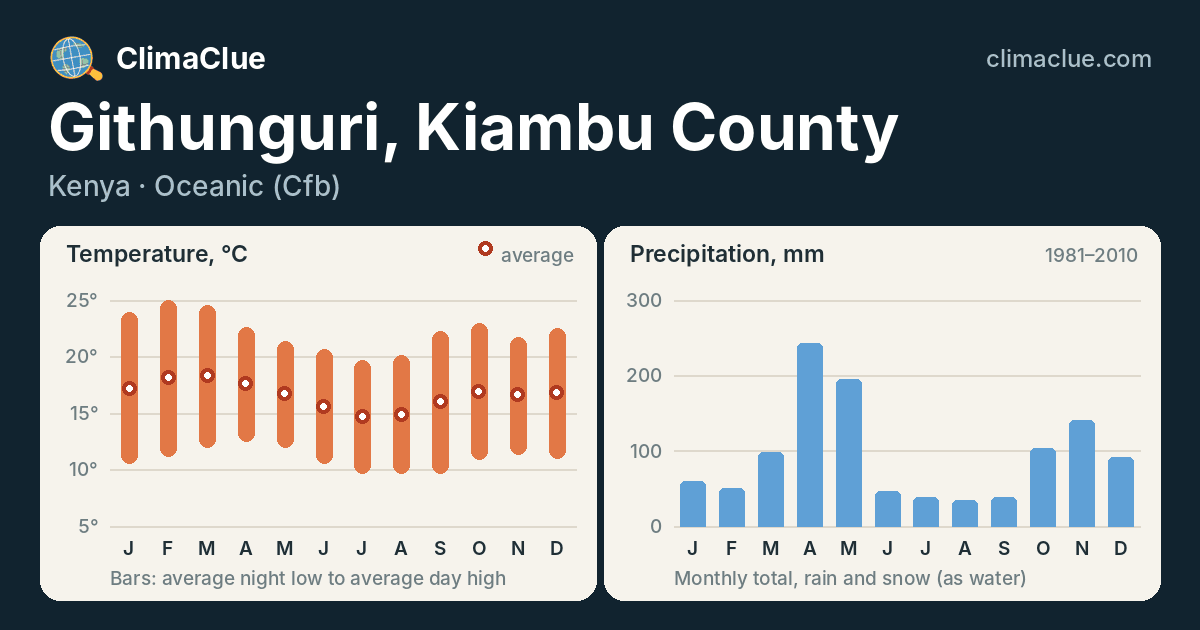 ClimaClue
climaclue.com
Githunguri, Kiambu County
Kenya · Oceanic (Cfb)
Temperature, °C
average
25°
20°
15°
10°
5°
J F M A M J J A S O N D
Bars: average night low to average day high
Precipitation, mm
1981–2010
300
200
100
0
J F M A M J J A S O N D
Monthly total, rain and snow (as water)